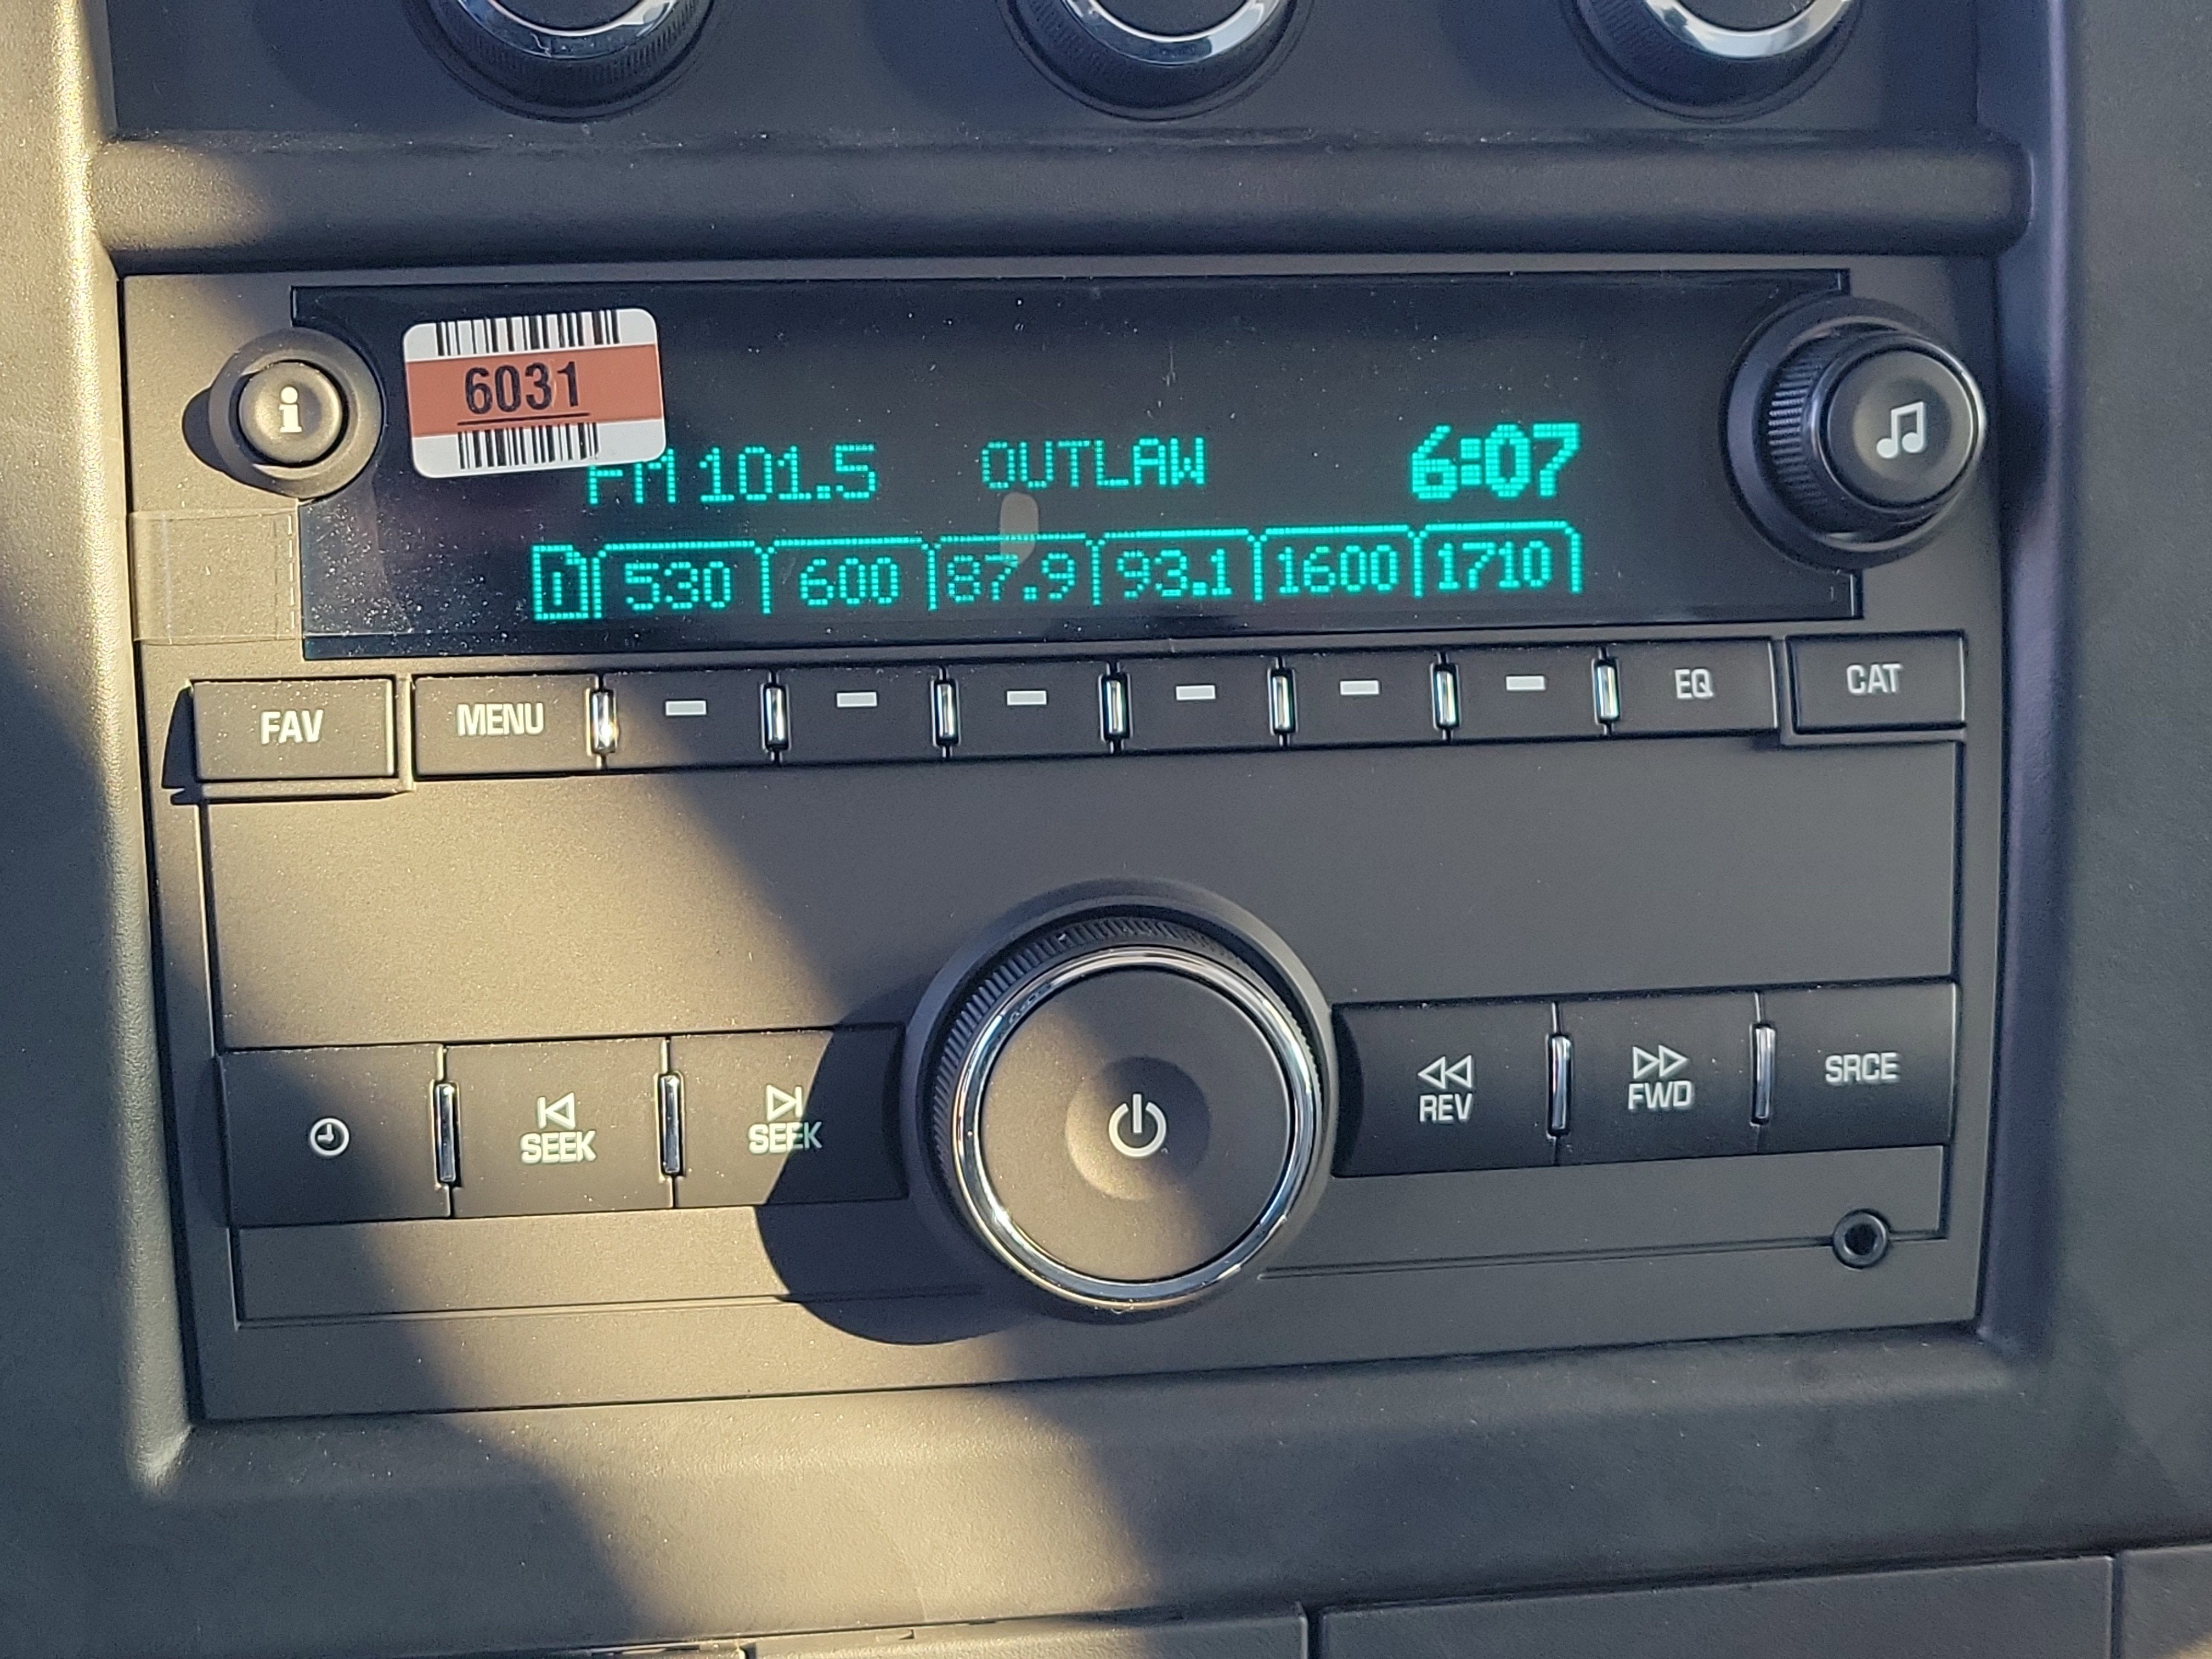 i
6031
FM 101.5 OUTLAW 6:07
1 530 600 87.9 93.1 1600 1710
FAV MENU EQ CAT
SEEK SEEK REV FWD SRCE